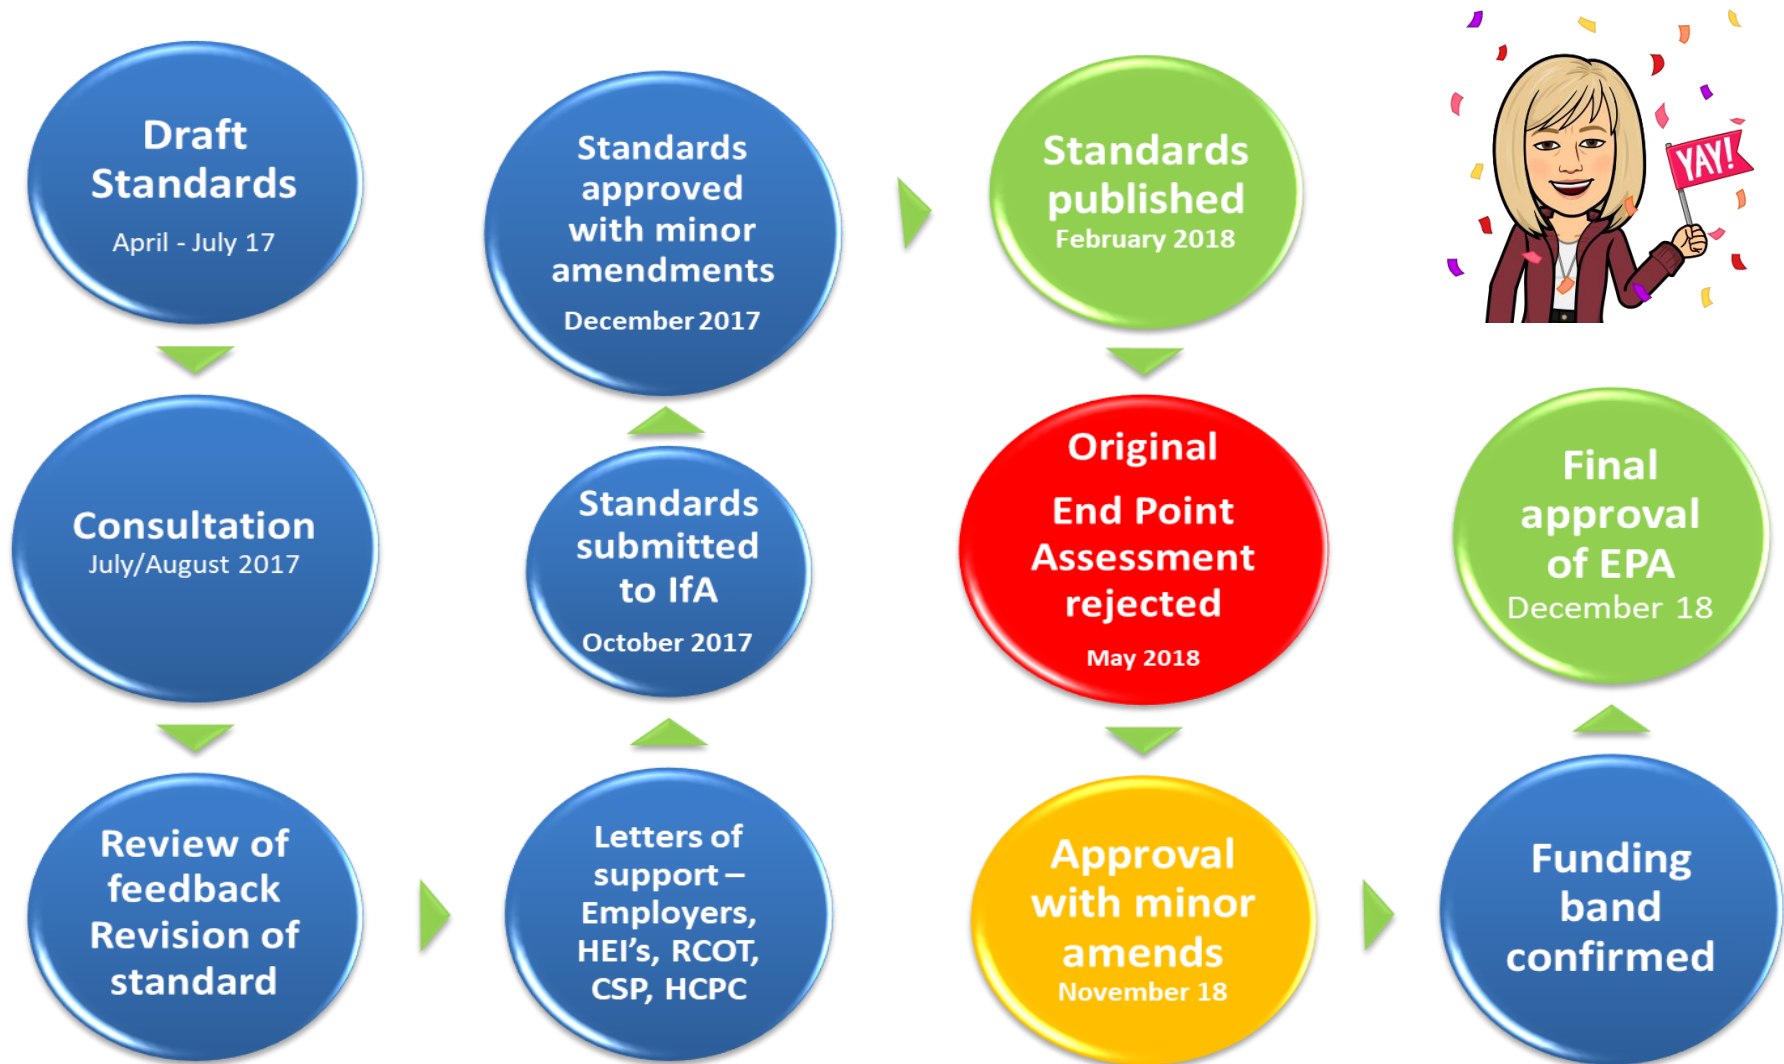 Draft
Standards
April - July 17
Consultation
July/August 2017
Review of
feedback
Revision of
standard
Letters of
support –
Employers,
HEI's, RCOT,
CSP, HCPC
Standards
submitted
to IfA
October 2017
Standards
approved
with minor
amendments
December 2017
Standards
published
February 2018
Original
End Point
Assessment
rejected
May 2018
Approval
with minor
amends
November 18
Funding
band
confirmed
Final
approval
of EPA
December 18
YAY!